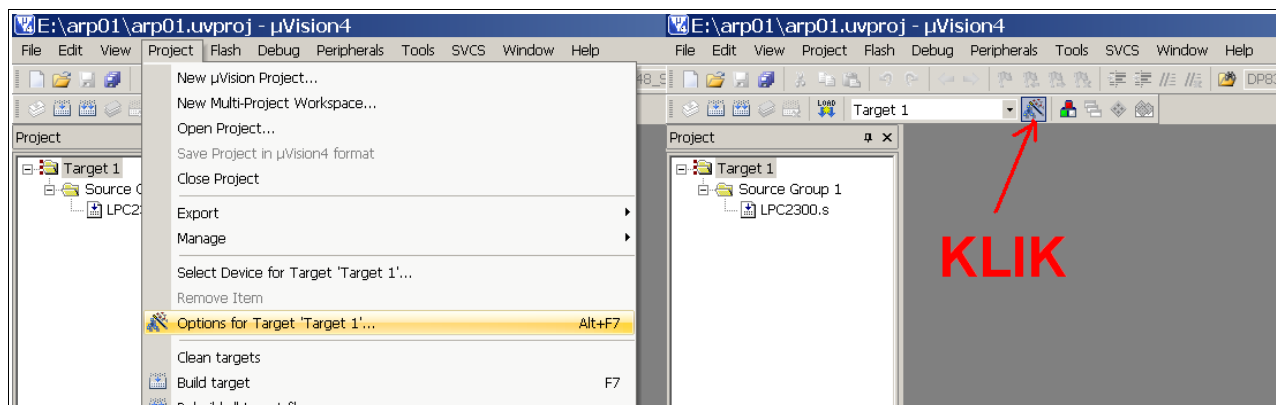 E:\arp01\arp01.uvproj - µVision4
File Edit View Project Flash Debug Peripherals Tools SVCS Window Help
Project
Target 1
Source
LPC2
New µVision Project...
New Multi-Project Workspace...
Open Project...
Save Project in µVision4 format
Close Project
Export
Manage
Select Device for Target 'Target 1'...
Remove Item
Options for Target 'Target 1'... Alt+F7
Clean targets
Build target F7
E:\arp01\arp01.uvproj - µVision4
File Edit View Project Flash Debug Peripherals Tools SVCS Window Help
DP83
LOAD Target 1
Project
Target 1
Source Group 1
LPC2300.s
KLIK